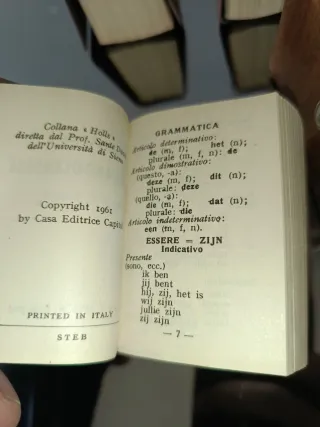 Collana « Holle »
diretta dal Prof. Sante
dell'Università di
Copyright 1961
by Casa Editrice
PRINTED IN ITALY
STEB
GRAMMATICA
Articolo determinativo:
de (m, f); het (n);
plurale (m, f, n): de
Articolo dimostrativo:
(questo, -a):
deze (m, f); dit (n);
plurale: deze
(quello, -a):
die (m, f); dat (n);
plurale: die
Articolo indeterminativo:
een (m, f, n).
ESSERE = ZIJN
Indicativo
Presente
(sono, ecc.)
ik ben
jij bent
hij, zij, het is
wij zijn
jullie zijn
zij zijn
— 7 —